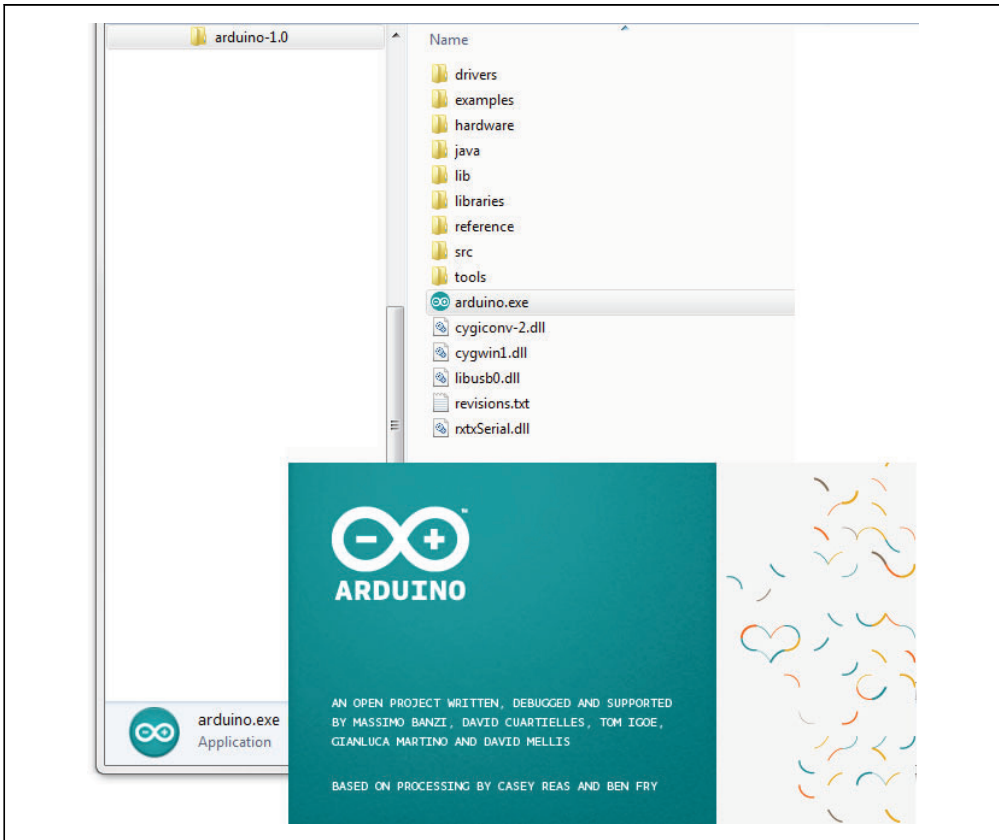 arduino-1.0
Name
drivers
examples
hardware
java
lib
libraries
reference
src
tools
arduino.exe
cygiconv-2.dll
cygwin1.dll
libusb0.dll
revisions.txt
rxtxSerial.dll
ARDUINO
AN OPEN PROJECT WRITTEN, DEBUGGED AND SUPPORTED
BY MASSIMO BANZI, DAVID CUARTIELLES, TOM IGOE,
GIANLUCA MARTINO AND DAVID MELLIS
BASED ON PROCESSING BY CASEY REAS AND BEN FRY
arduino.exe
Application